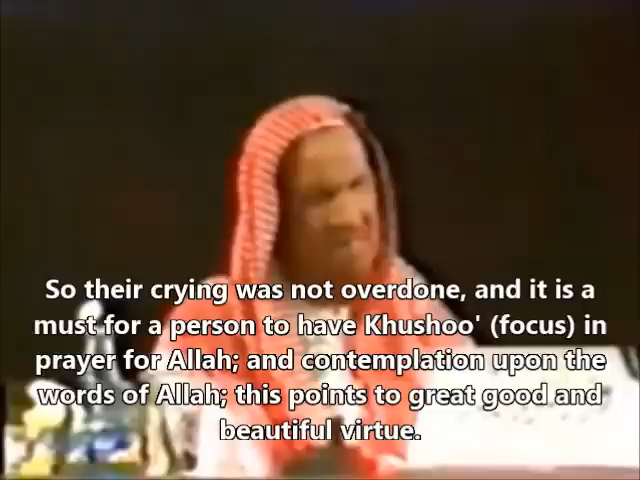 So their crying was not overdone, and it is a
must for a person to have Khushoo' (focus) in
prayer for Allah; and contemplation upon the
words of Allah; this points to great good and
beautiful virtue.